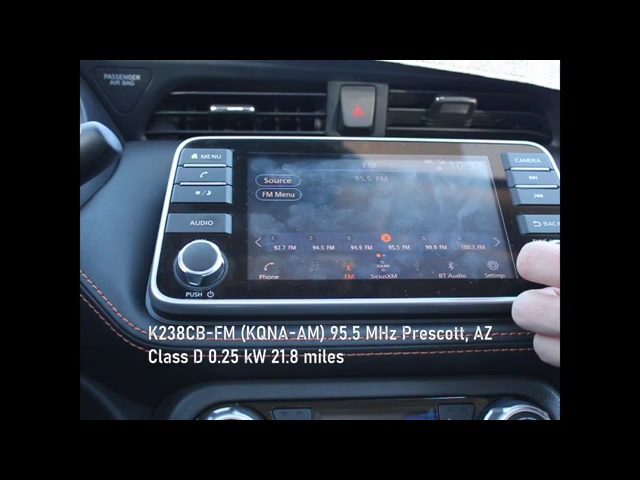 PASSENGER
AIR BAG
MENU
AUDIO
PUSH
FM
Source
95.5 FM
FM Menu
92.7 FM 94.5 FM 94.9 FM 95.5 FM 99.9 FM 100.7 FM
Phone FM SiriusXM BT Audio Settings
CAMERA
BACK
K238CB-FM (KQNA-AM) 95.5 MHz Prescott, AZ
Class D 0.25 kW 21.8 miles